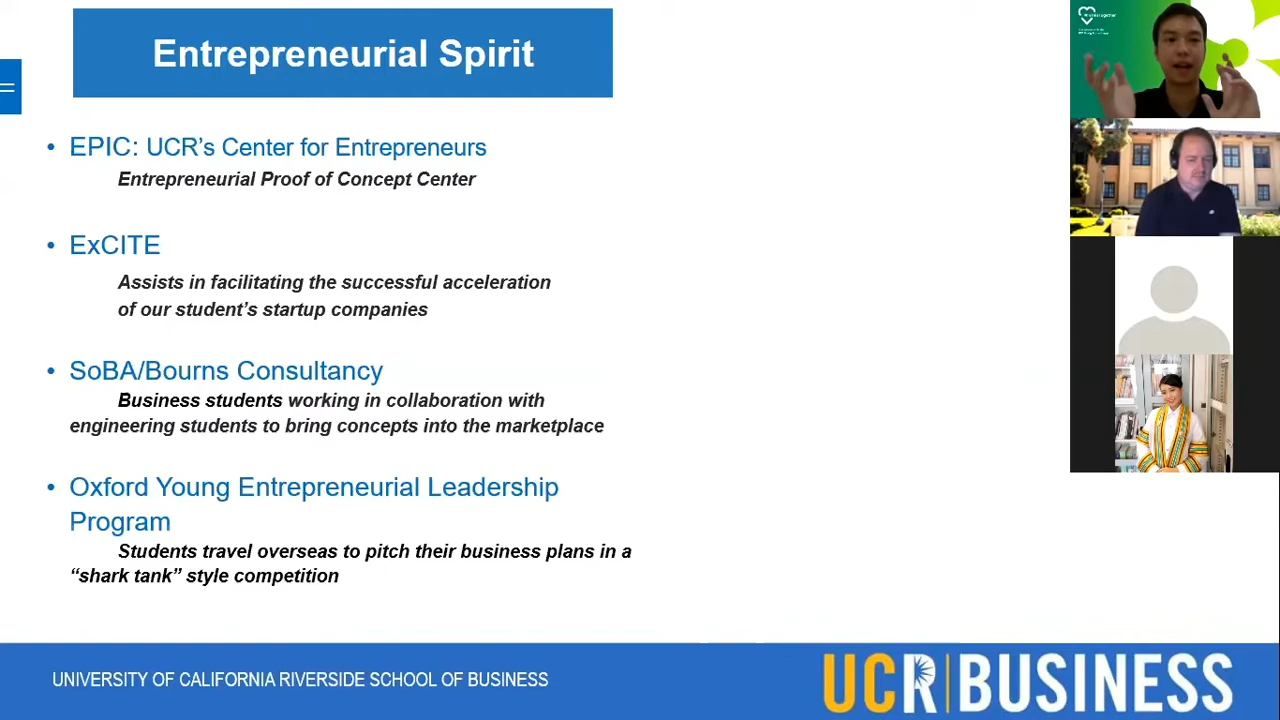 Entrepreneurial Spirit
• EPIC: UCR’s Center for Entrepreneurs
Entrepreneurial Proof of Concept Center
• ExCITE
Assists in facilitating the successful acceleration
of our student’s startup companies
• SoBA/Bourns Consultancy
Business students working in collaboration with
engineering students to bring concepts into the marketplace
• Oxford Young Entrepreneurial Leadership
Program
Students travel overseas to pitch their business plans in a
“shark tank” style competition
UNIVERSITY OF CALIFORNIA RIVERSIDE SCHOOL OF BUSINESS
UCR BUSINESS